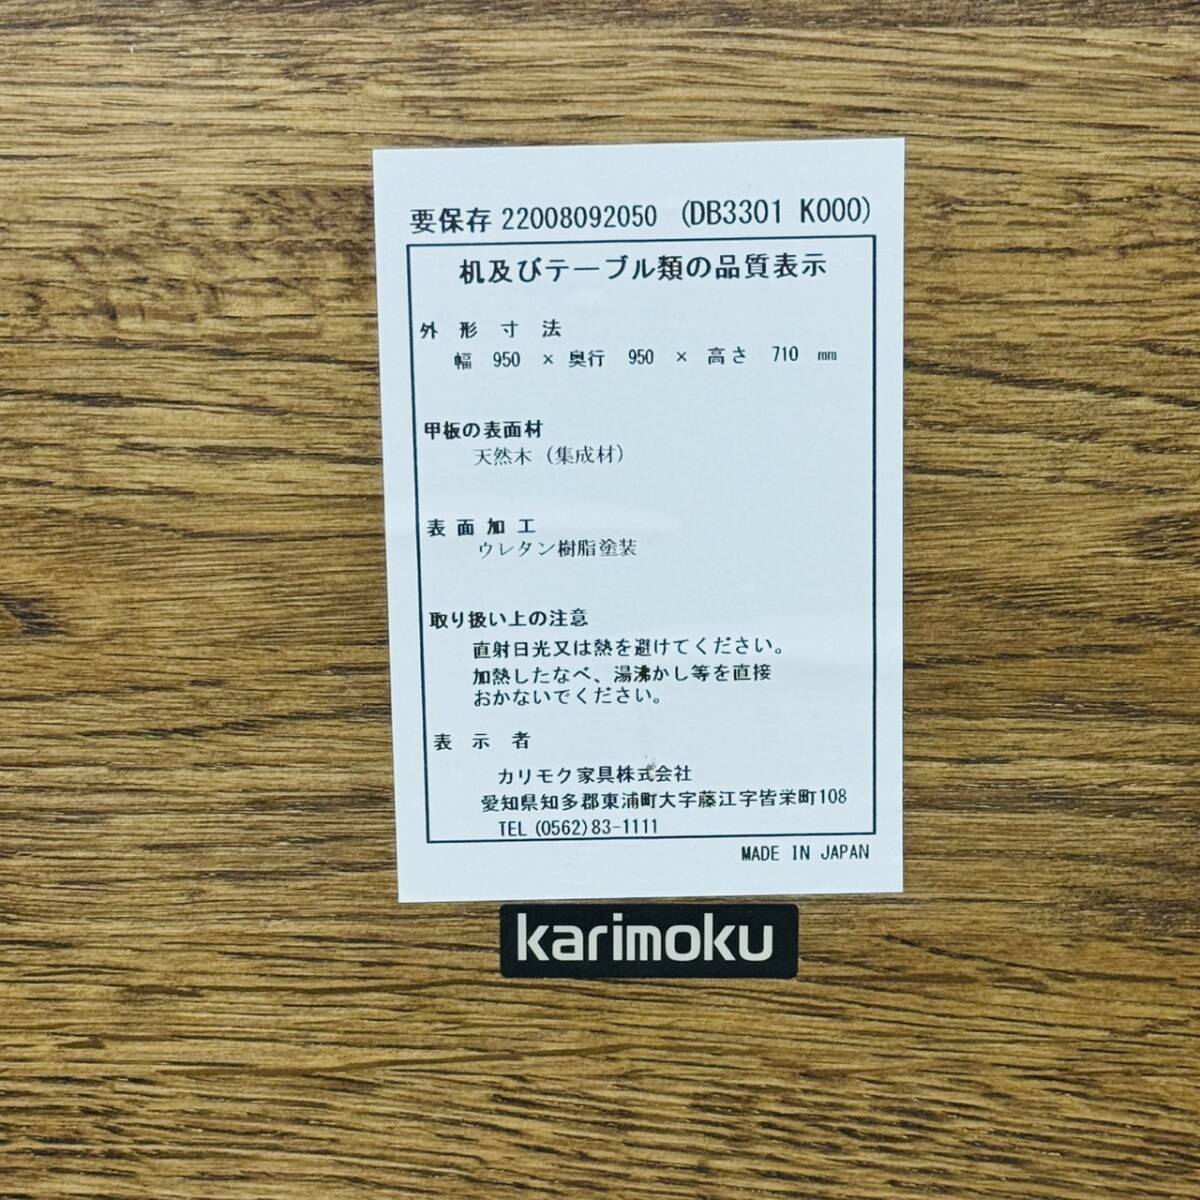 要保存 22008092050 (DB3301 K000)
机及びテーブル類の品質表示
外形寸法
幅 950 × 奥行 950 × 高さ 710 mm
甲板の表面材
天然木（集成材）
表面加工
ウレタン樹脂塗装
取り扱い上の注意
直射日光又は熱を避けてください。
加熱したなべ、湯沸かし等を直接
おかないでください。
表示者
カリモク家具株式会社
愛知県知多郡東浦町大字藤江字皆栄町108
TEL (0562)83-1111
MADE IN JAPAN
karimoku